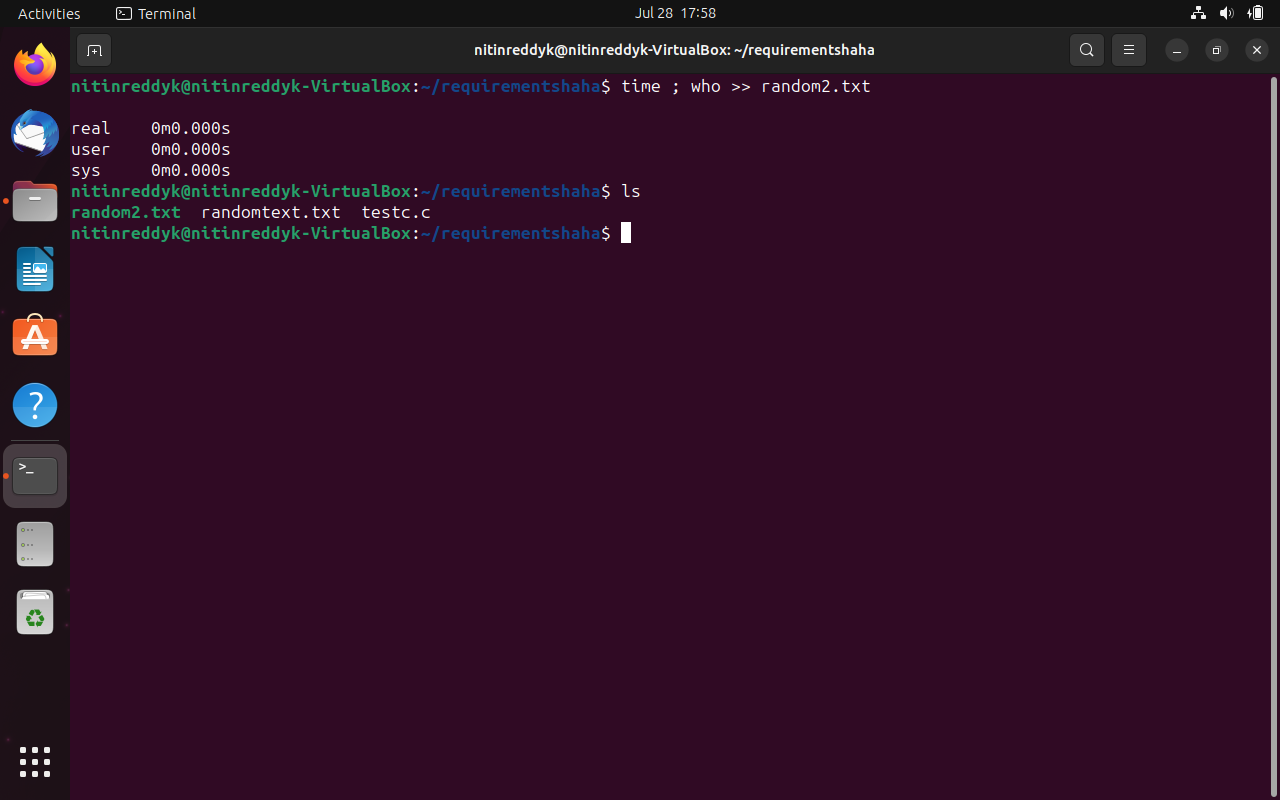 Activities Terminal Jul 28 17:58
nitinreddyk@nitinreddyk-VirtualBox: ~/requirementshaha
nitinreddyk@nitinreddyk-VirtualBox:~/requirementshaha$ time ; who >> random2.txt
real 0m0.000s
user 0m0.000s
sys 0m0.000s
nitinreddyk@nitinreddyk-VirtualBox:~/requirementshaha$ ls
random2.txt randomtext.txt testc.c
nitinreddyk@nitinreddyk-VirtualBox:~/requirementshaha$